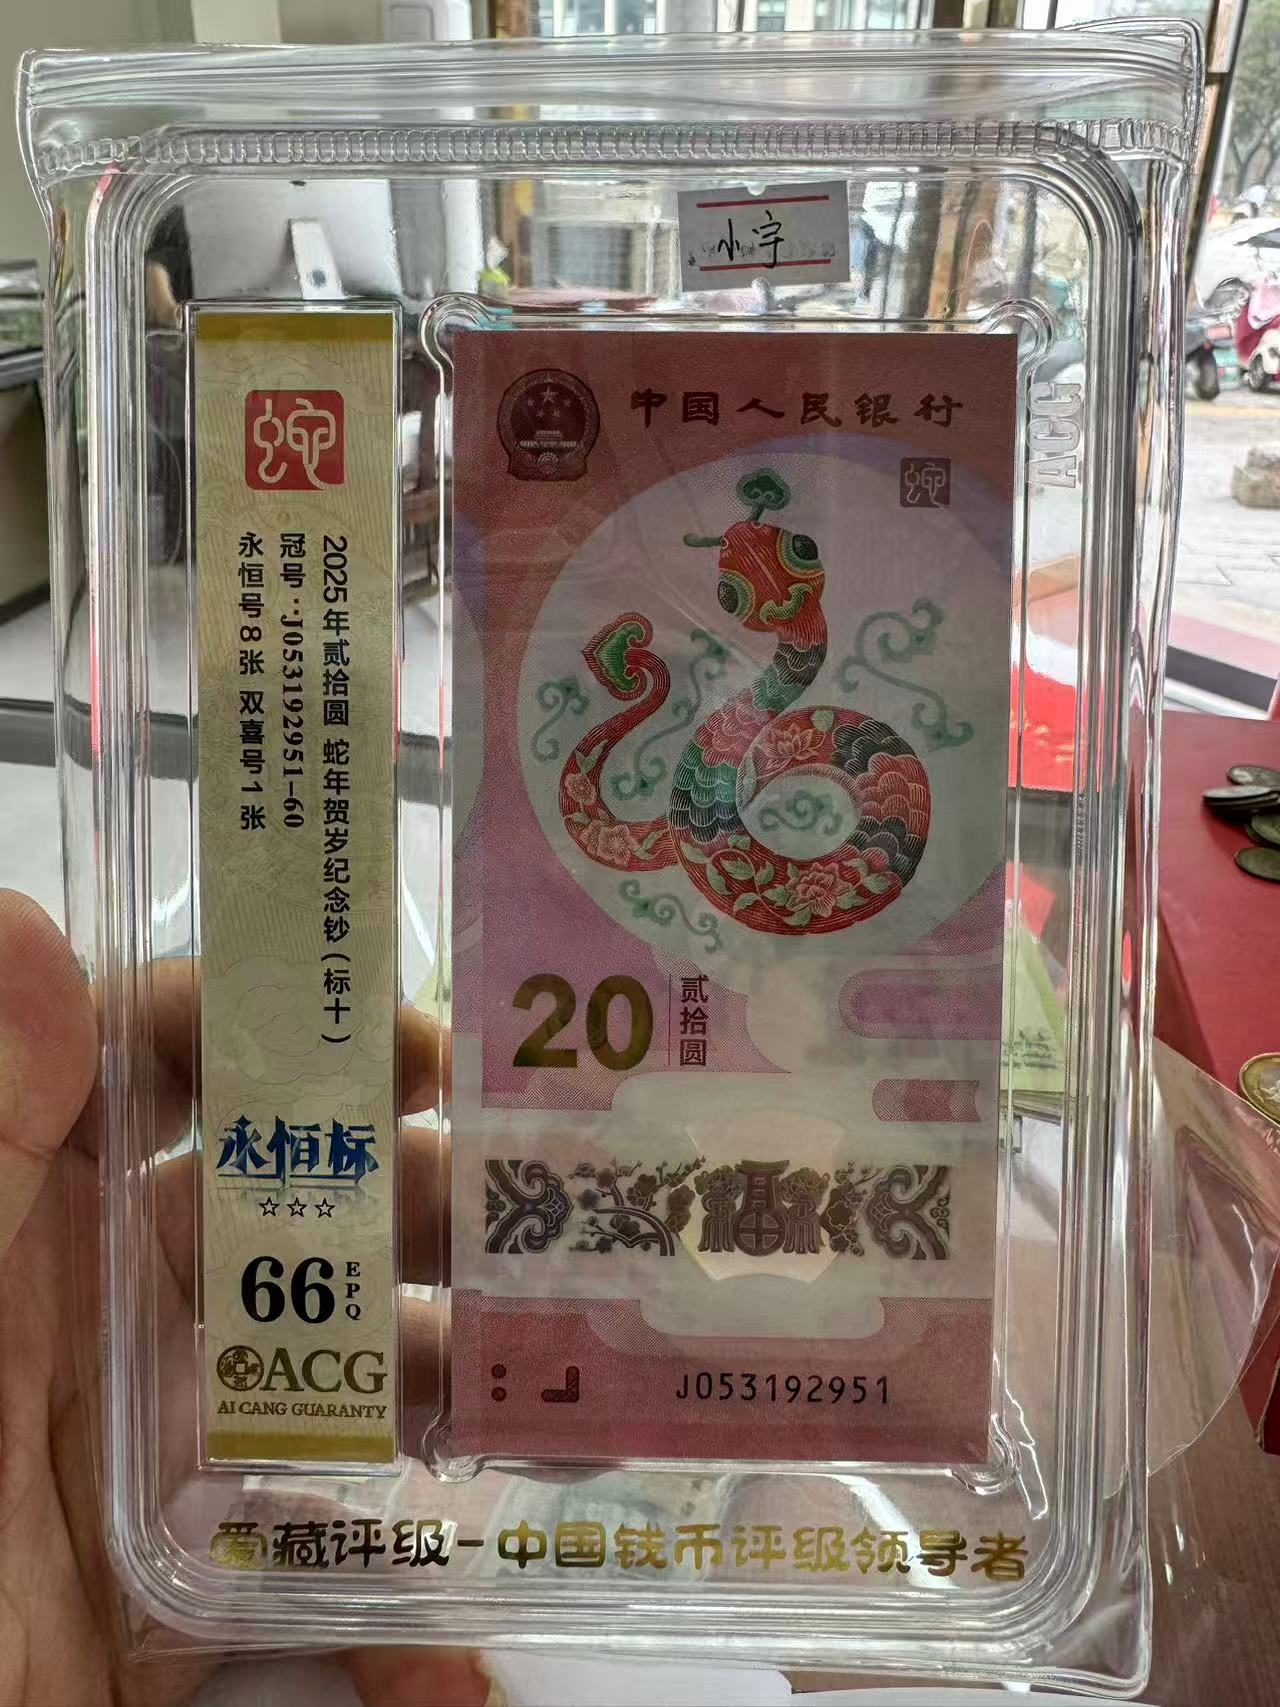 小宇
蛇
2025年贰拾圆 蛇年贺岁纪念钞（标十）
冠号：J053192951-60
永恒号8张 双喜号1张
永恒标
☆☆☆
66 EPQ
ACG
AI CANG GUARANTY
中国人民银行
蛇
20 贰拾圆
福
J053192951
ACG
爱藏评级-中国钱币评级领导者